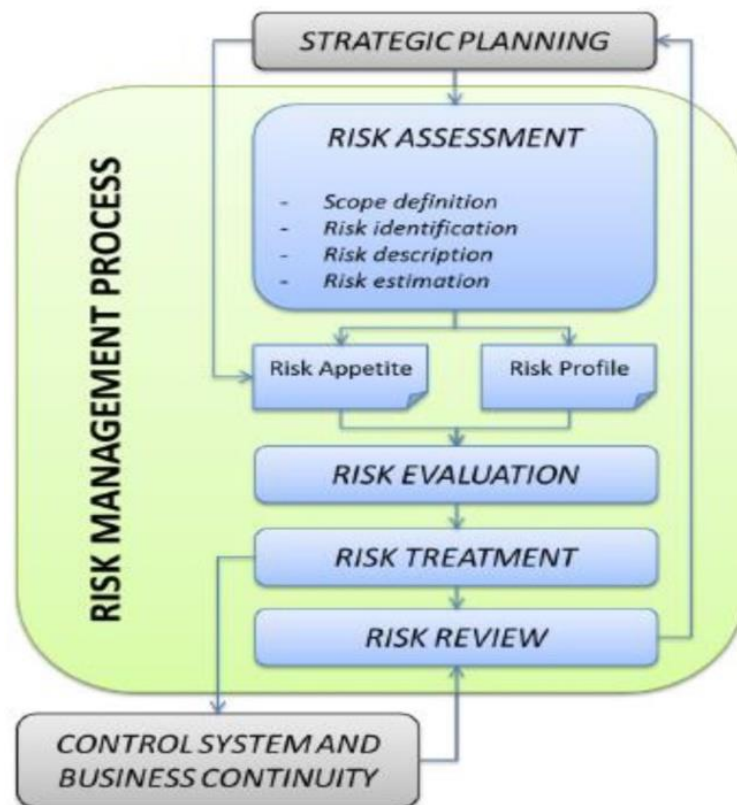 STRATEGIC PLANNING
RISK MANAGEMENT PROCESS
RISK ASSESSMENT
- Scope definition
- Risk identification
- Risk description
- Risk estimation
Risk Appetite
Risk Profile
RISK EVALUATION
RISK TREATMENT
RISK REVIEW
CONTROL SYSTEM AND
BUSINESS CONTINUITY